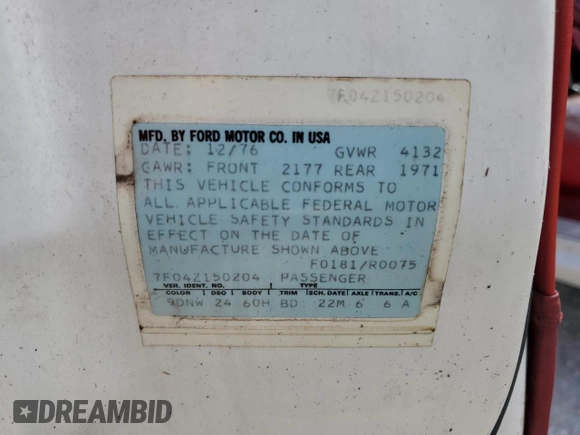 7F04Z150204
MFD. BY FORD MOTOR CO. IN USA
DATE: 12/76 GVWR 4132
GAWR: FRONT 2177 REAR 1971
THIS VEHICLE CONFORMS TO
ALL APPLICABLE FEDERAL MOTOR
VEHICLE SAFETY STANDARDS IN
EFFECT ON THE DATE OF
MANUFACTURE SHOWN ABOVE
F0181/R0075
7F04Z150204 PASSENGER
VEH. IDENT. NO. TYPE
COLOR DSO BODY TRIM SCH. DATE AXLE TRANS. A/C
9DNW 24 60H BD 22M 6 6 A
DREAMBID